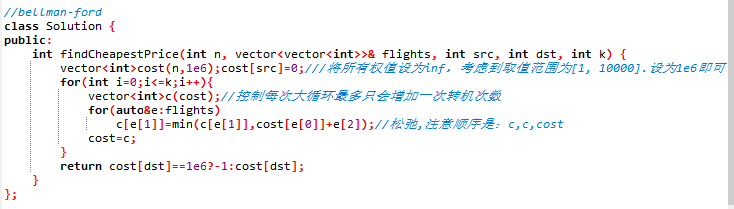 //bellman-ford
class Solution {
public:
    int findCheapestPrice(int n, vector<vector<int>>& flights, int src, int dst, int k) {
        vector<int>cost(n,1e6);cost[src]=0;///将所有权值设为inf，考虑到取值范围为[1, 10000].设为1e6即可
        for(int i=0;i<=k;i++){
            vector<int>c(cost);//控制每次大循环最多只会增加一次转机次数
            for(auto&e:flights)
                c[e[1]]=min(c[e[1]],cost[e[0]]+e[2]);//松弛,注意顺序是：c,c,cost
            cost=c;
        }
        return cost[dst]==1e6?-1:cost[dst];
    }
};